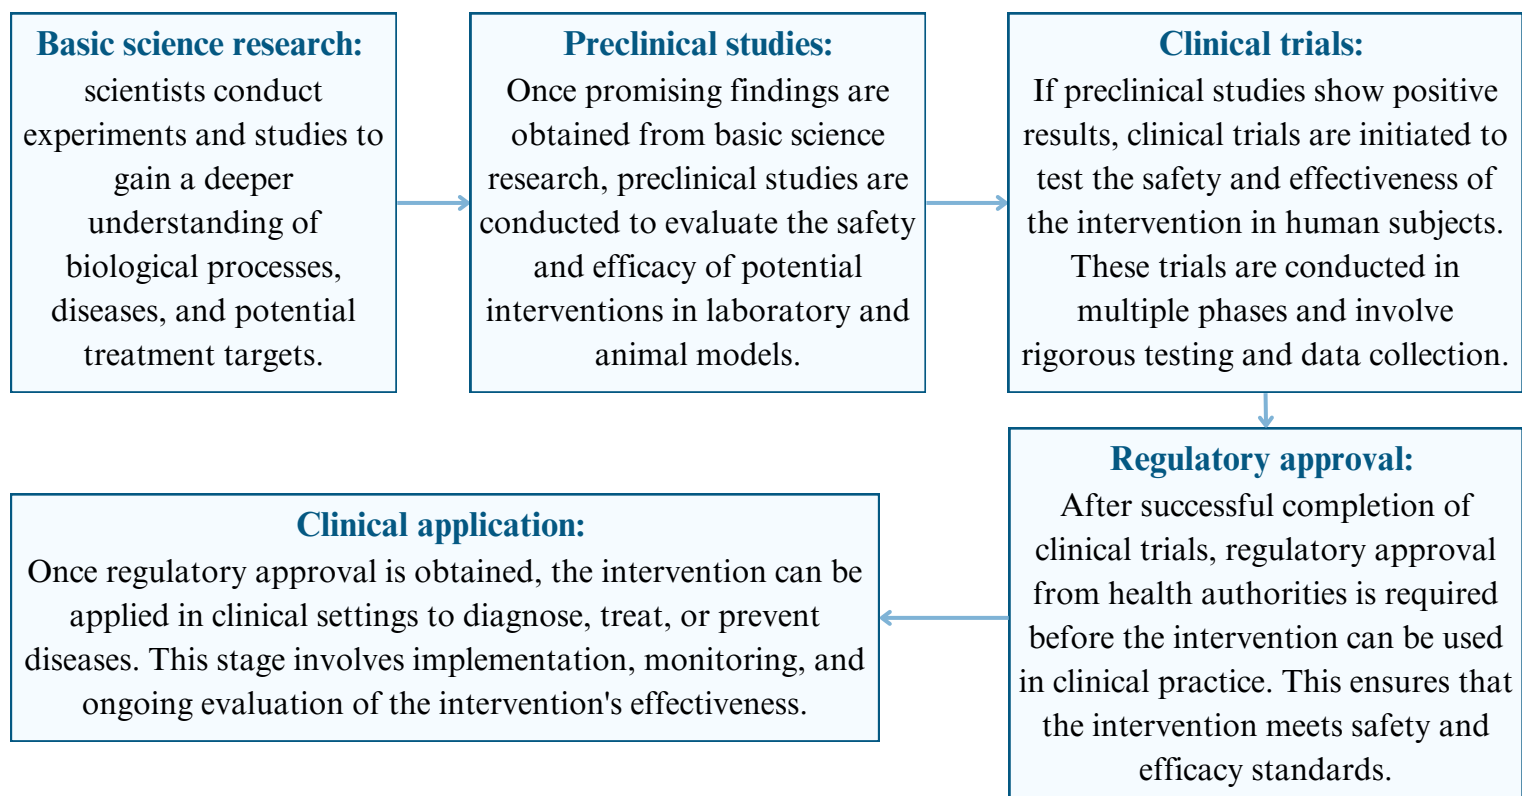 Basic science research:
scientists conduct
experiments and studies to
gain a deeper
understanding of
biological processes,
diseases, and potential
treatment targets.
Preclinical studies:
Once promising findings are
obtained from basic science
research, preclinical studies are
conducted to evaluate the safety
and efficacy of potential
interventions in laboratory and
animal models.
Clinical trials:
If preclinical studies show positive
results, clinical trials are initiated to
test the safety and effectiveness of
the intervention in human subjects.
These trials are conducted in
multiple phases and involve
rigorous testing and data collection.
Regulatory approval:
After successful completion of
clinical trials, regulatory approval
from health authorities is required
before the intervention can be used
in clinical practice. This ensures that
the intervention meets safety and
efficacy standards.
Clinical application:
Once regulatory approval is obtained, the intervention can be
applied in clinical settings to diagnose, treat, or prevent
diseases. This stage involves implementation, monitoring, and
ongoing evaluation of the intervention's effectiveness.